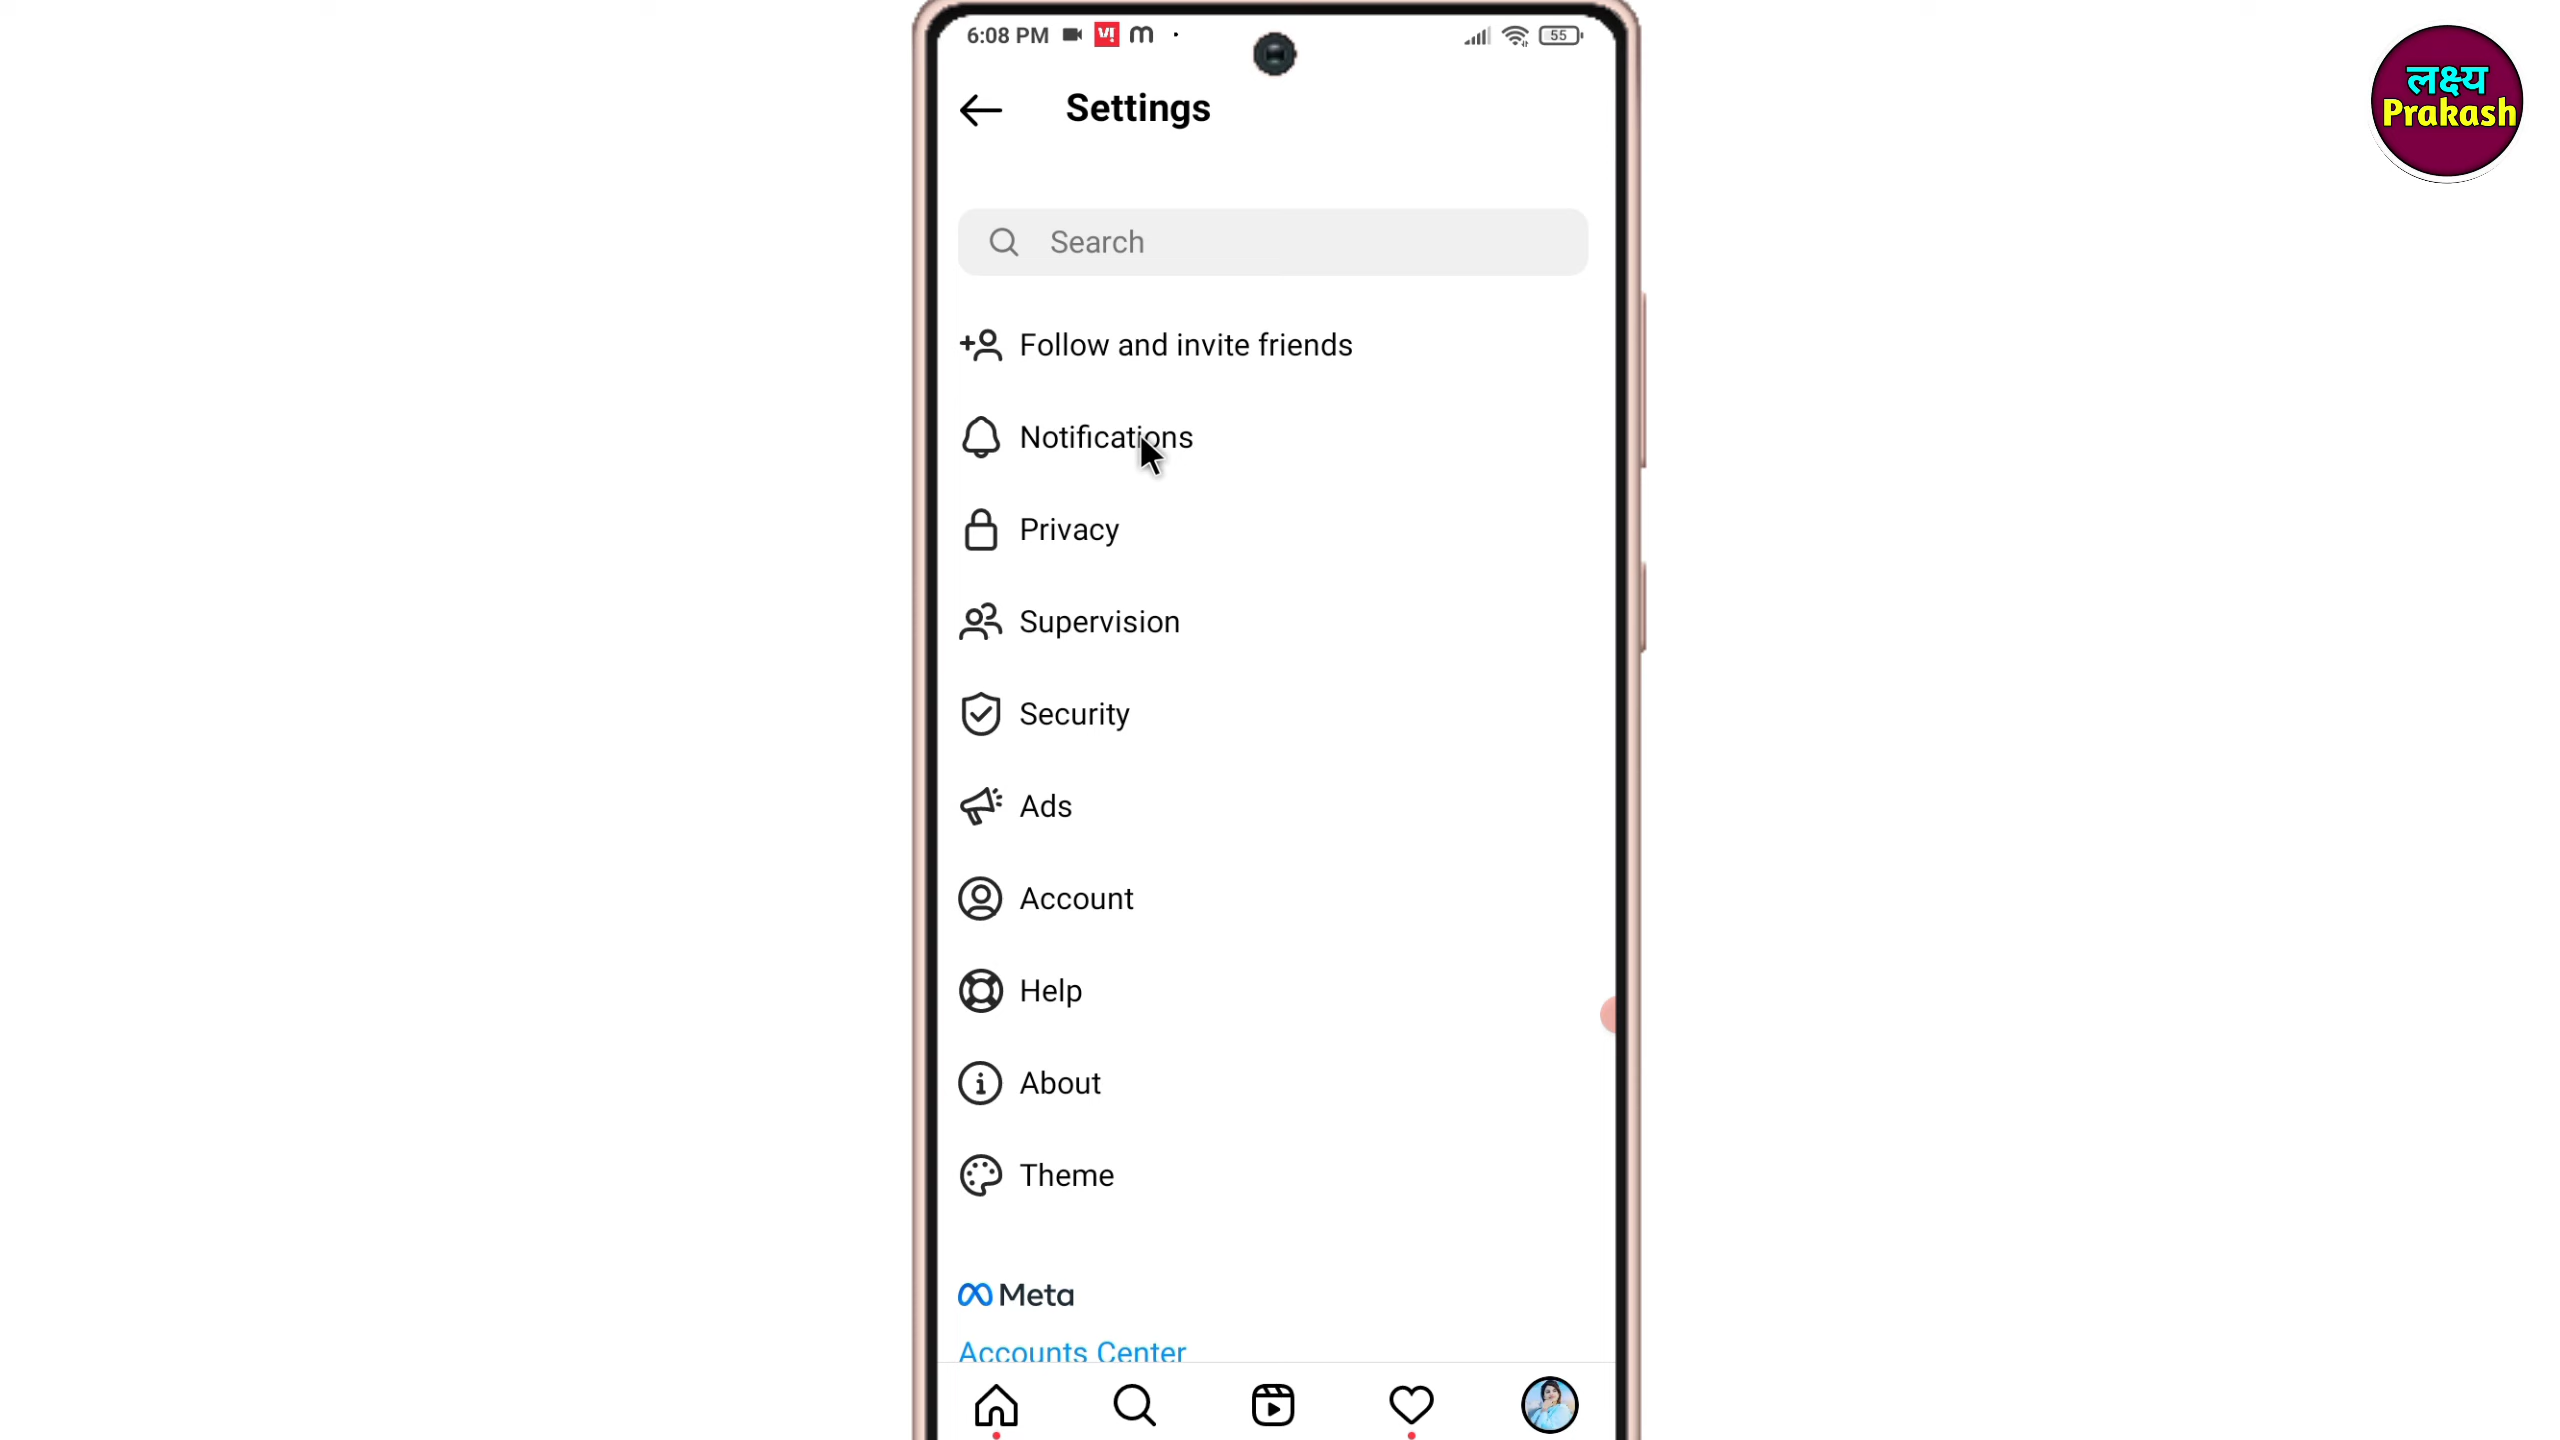 6:08 PM
V!
55
Settings
लक्ष्य
Prakash
Search
Follow and invite friends
Notifications
Privacy
Supervision
Security
Ads
Account
Help
About
Theme
Meta
Accounts Center